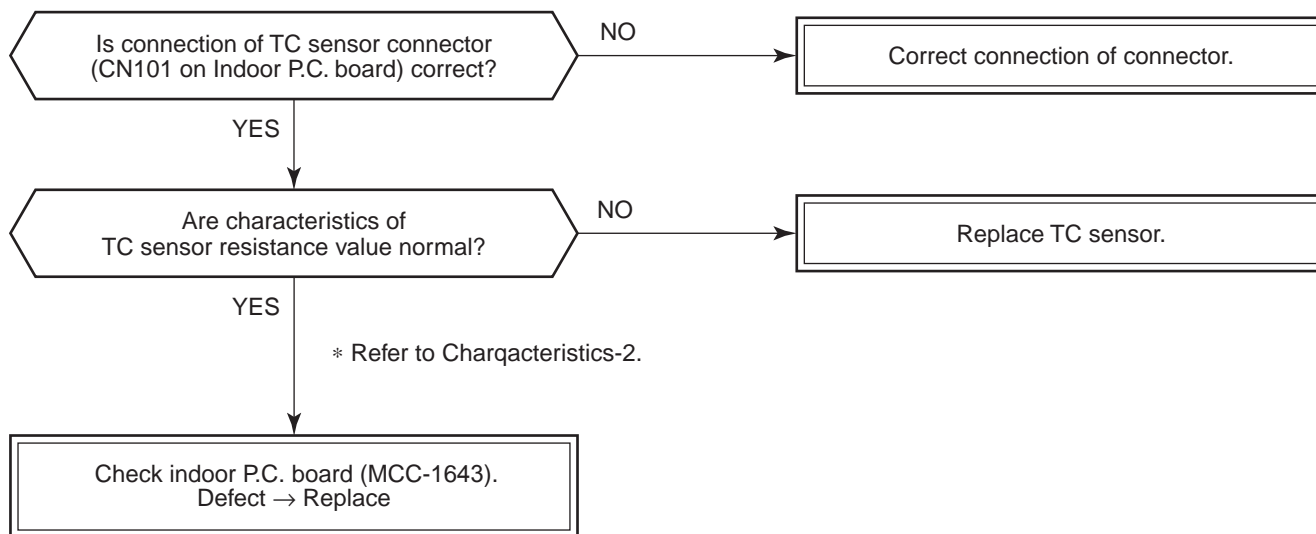 Is connection of TC sensor connector
(CN101 on Indoor P.C. board) correct?
NO
Correct connection of connector.
YES
Are characteristics of
TC sensor resistance value normal?
NO
Replace TC sensor.
YES
* Refer to Charqacteristics-2.
Check indoor P.C. board (MCC-1643).
Defect → Replace